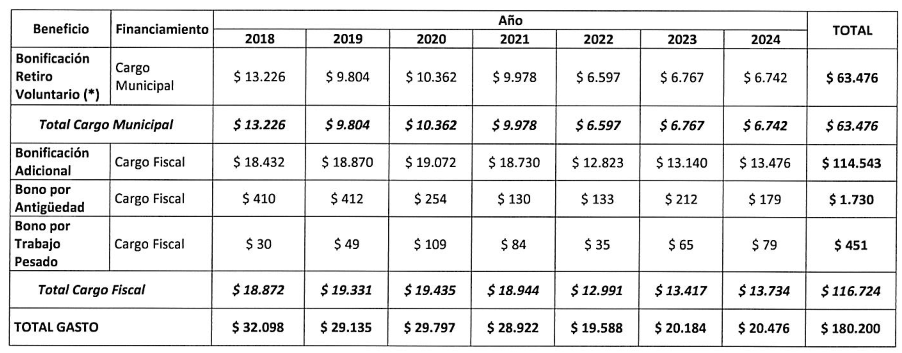 Beneficio Financiamiento Año TOTAL
2018 2019 2020 2021 2022 2023 2024
Bonificación Retiro Voluntario (*) Cargo Municipal $ 13.226 $ 9.804 $ 10.362 $ 9.978 $ 6.597 $ 6.767 $ 6.742 $ 63.476
Total Cargo Municipal $ 13.226 $ 9.804 $ 10.362 $ 9.978 $ 6.597 $ 6.767 $ 6.742 $ 63.476
Bonificación Adicional Cargo Fiscal $ 18.432 $ 18.870 $ 19.072 $ 18.730 $ 12.823 $ 13.140 $ 13.476 $ 114.543
Bono por Antigüedad Cargo Fiscal $ 410 $ 412 $ 254 $ 130 $ 133 $ 212 $ 179 $ 1.730
Bono por Trabajo Pesado Cargo Fiscal $ 30 $ 49 $ 109 $ 84 $ 35 $ 65 $ 79 $ 451
Total Cargo Fiscal $ 18.872 $ 19.331 $ 19.435 $ 18.944 $ 12.991 $ 13.417 $ 13.734 $ 116.724
TOTAL GASTO $ 32.098 $ 29.135 $ 29.797 $ 28.922 $ 19.588 $ 20.184 $ 20.476 $ 180.200